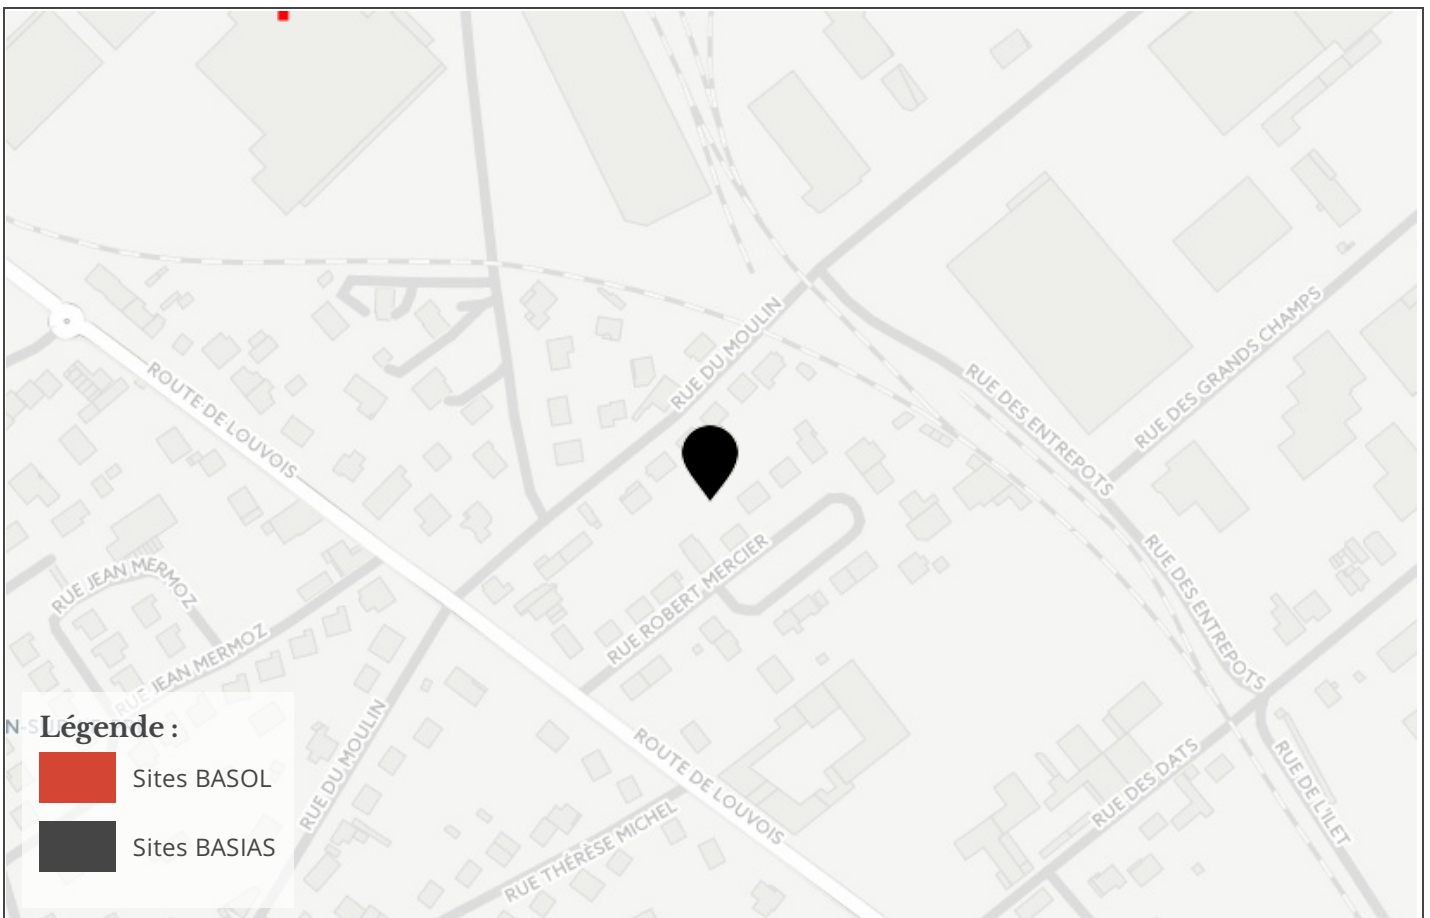 RUE DU MOULIN
RUE DES GRANDS CHAMPS
ROUTE DE LOUVOIS
RUE DES ENTREPOTS
RUE JEAN MERMOZ
RUE ROBERT MERCIER
RUE DES ENTREPOTS
RUE JEAN MERMOZ
RUE DU MOULIN
ROUTE DE LOUVOIS
RUE DES DATS
RUE DE L'ILET
RUE THÉRÈSE MICHEL
Légende :
Sites BASOL
Sites BASIAS